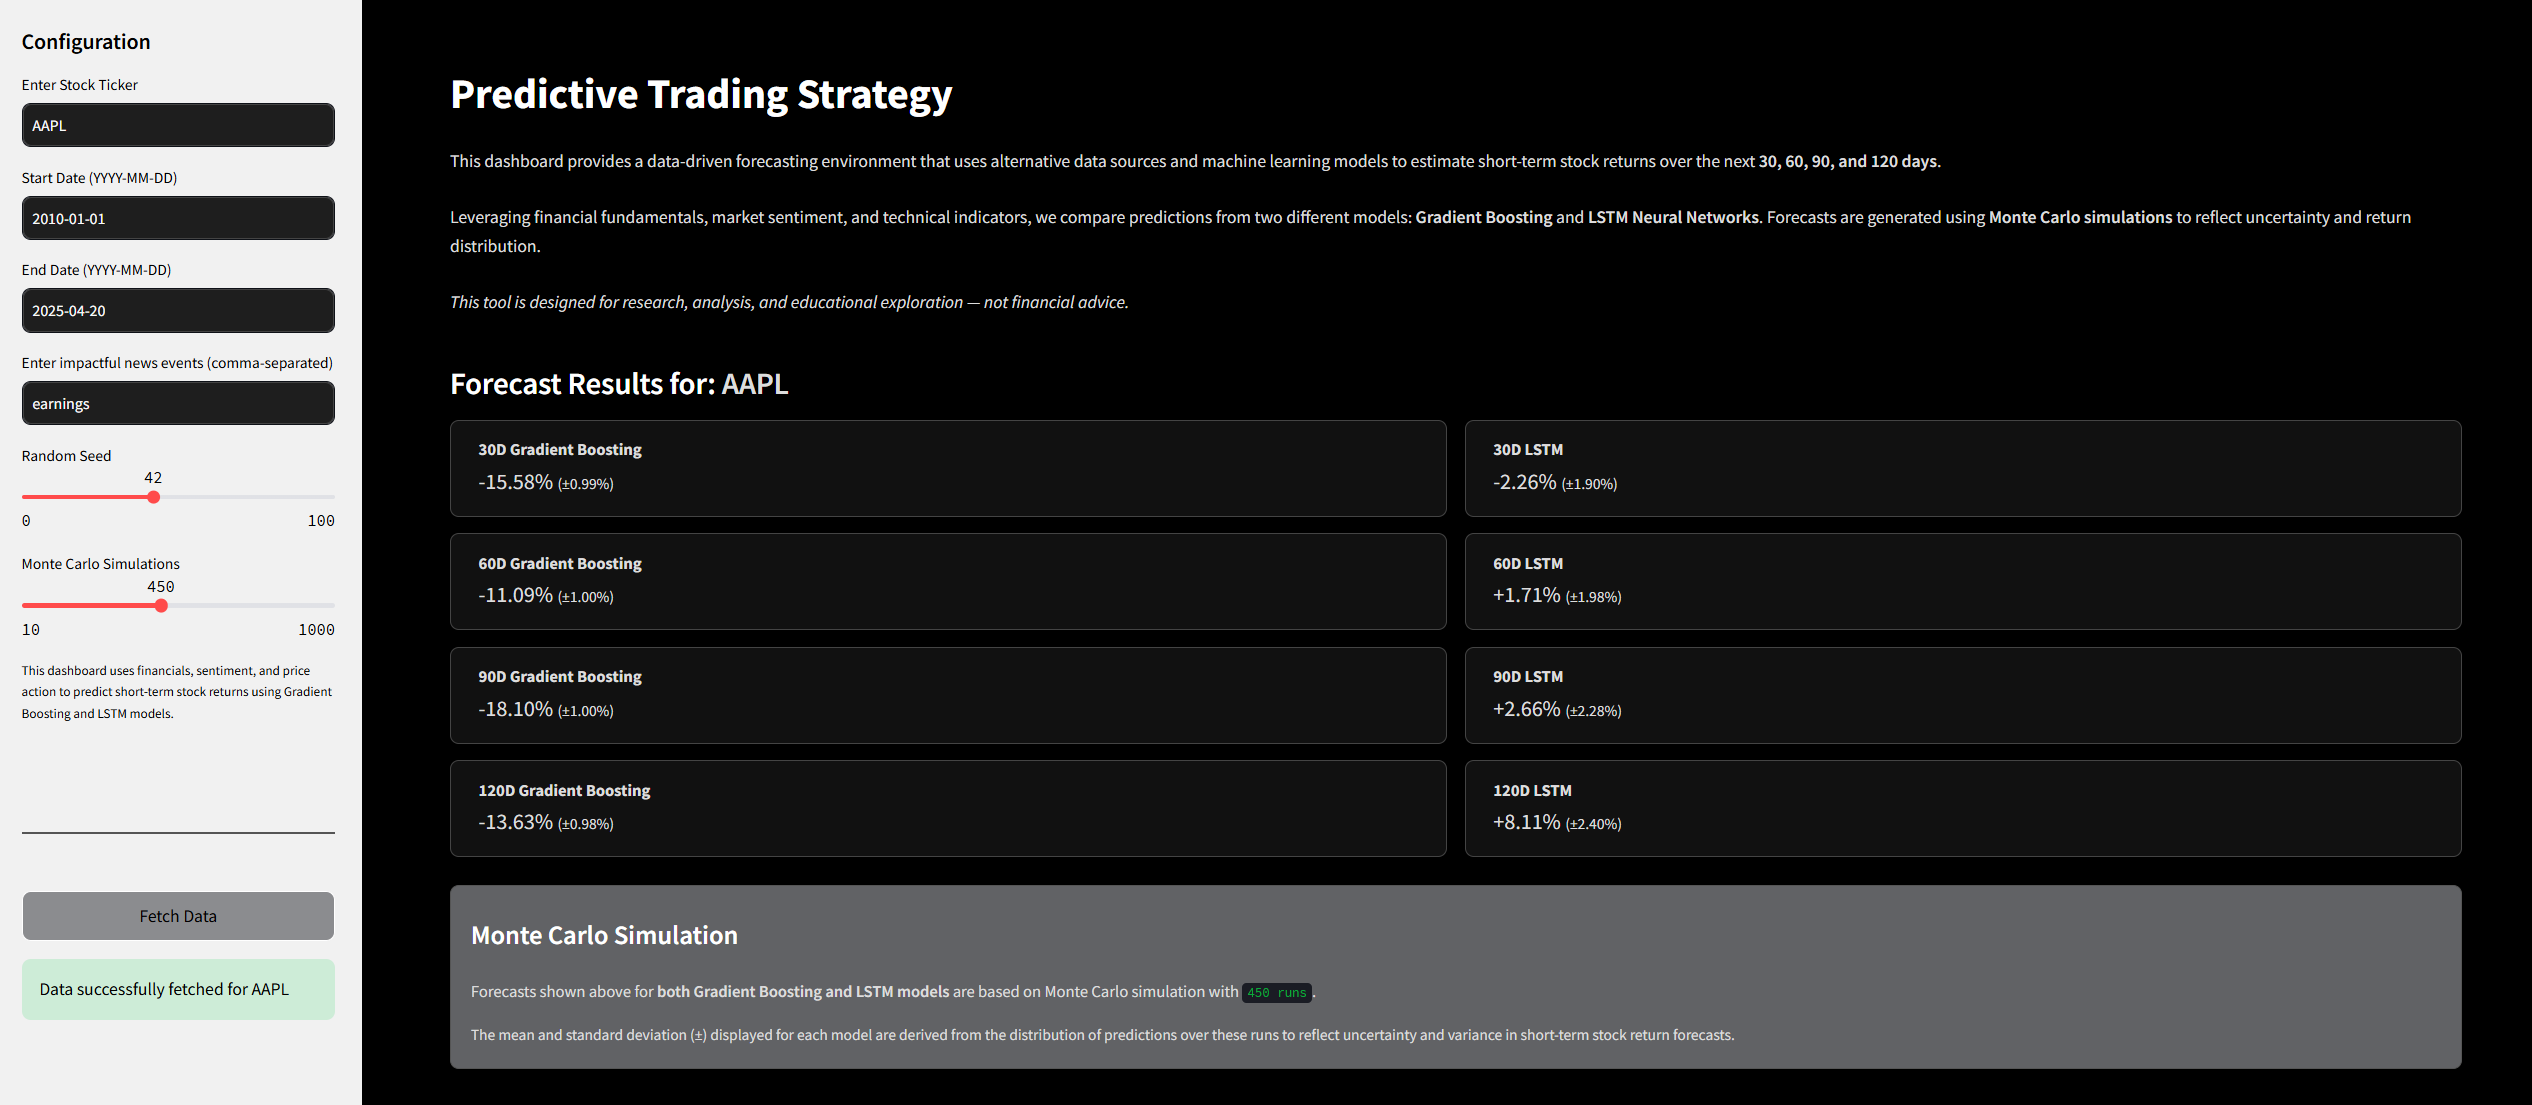 Configuration
Enter Stock Ticker
AAPL
Start Date (YYYY-MM-DD)
2010-01-01
End Date (YYYY-MM-DD)
2025-04-20
Enter impactful news events (comma-separated)
earnings
Random Seed
42
0 100
Monte Carlo Simulations
450
10 1000
This dashboard uses financials, sentiment, and price
action to predict short-term stock returns using Gradient
Boosting and LSTM models.
Fetch Data
Data successfully fetched for AAPL
Predictive Trading Strategy
This dashboard provides a data-driven forecasting environment that uses alternative data sources and machine learning models to estimate short-term stock returns over the next 30, 60, 90, and 120 days.
Leveraging financial fundamentals, market sentiment, and technical indicators, we compare predictions from two different models: Gradient Boosting and LSTM Neural Networks. Forecasts are generated using Monte Carlo simulations to reflect uncertainty and return
distribution.
This tool is designed for research, analysis, and educational exploration — not financial advice.
Forecast Results for: AAPL
30D Gradient Boosting
-15.58% (±0.99%)
30D LSTM
-2.26% (±1.90%)
60D Gradient Boosting
-11.09% (±1.00%)
60D LSTM
+1.71% (±1.98%)
90D Gradient Boosting
-18.10% (±1.00%)
90D LSTM
+2.66% (±2.28%)
120D Gradient Boosting
-13.63% (±0.98%)
120D LSTM
+8.11% (±2.40%)
Monte Carlo Simulation
Forecasts shown above for both Gradient Boosting and LSTM models are based on Monte Carlo simulation with 450 runs.
The mean and standard deviation (±) displayed for each model are derived from the distribution of predictions over these runs to reflect uncertainty and variance in short-term stock return forecasts.